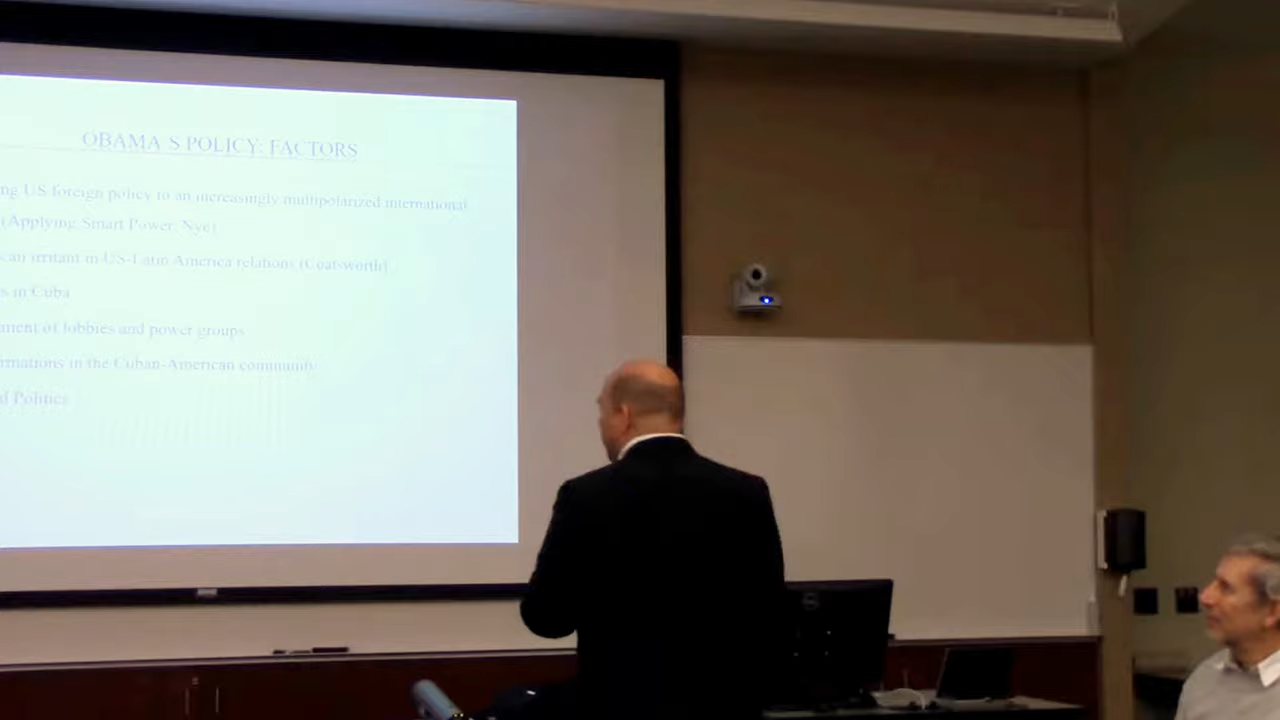 OBAMA S POLICY: FACTORS
ng US foreign policy to an increasingly multipolarized international
(Applying Smart Power, Nye)
an irritant in US-Latin America relations (Coatsworth)
s in Cuba
ment of lobbies and power groups
rmations in the Cuban-American community
d Politics
DELL